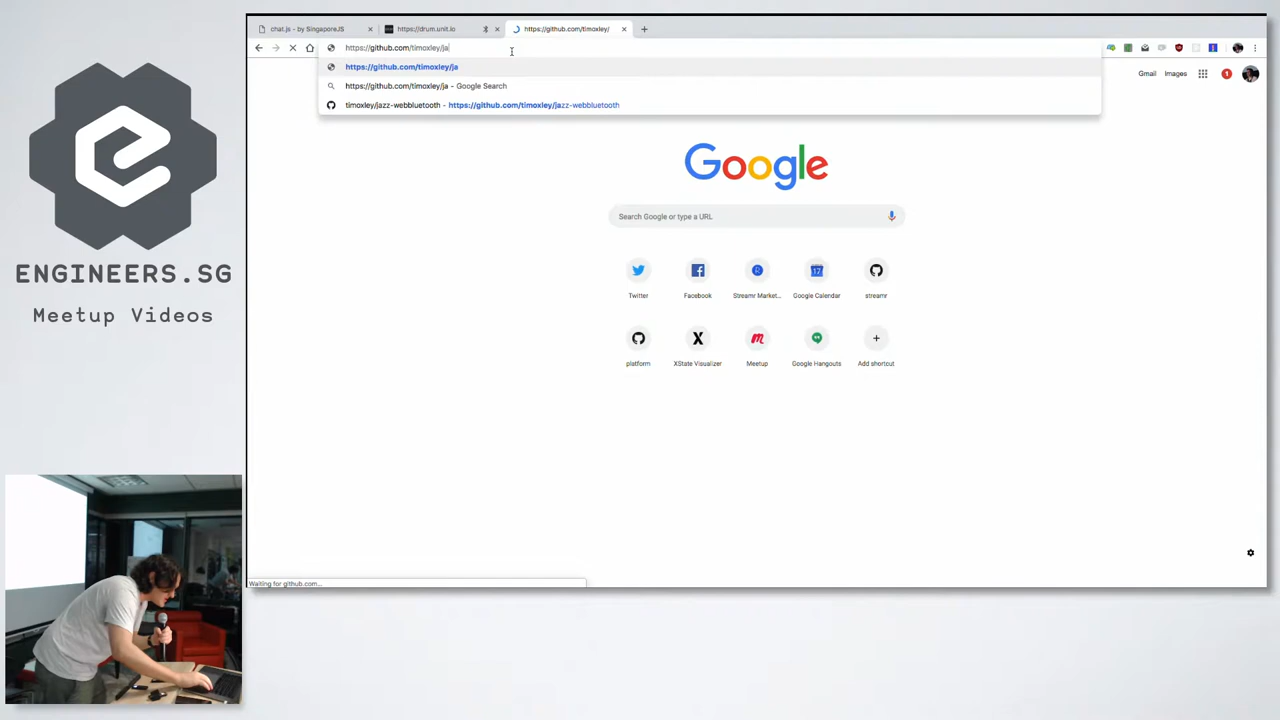 chat.js - by SingaporeJS
https://drum.unit.io
https://github.com/timoxley/
https://github.com/timoxley/ja
https://github.com/timoxley/ja
https://github.com/timoxley/ja - Google Search
timoxley/jazz-webbluetooth - https://github.com/timoxley/jazz-webbluetooth
Gmail Images
Google
Search Google or type a URL
Twitter Facebook Streamr Market... Google Calendar streamr
platform XState Visualizer Meetup Google Hangouts Add shortcut
Waiting for github.com...
ENGINEERS.SG
Meetup Videos